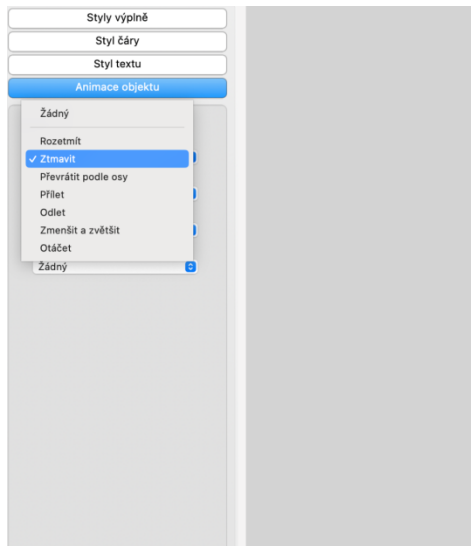 Styly výplně
Styl čáry
Styl textu
Animace objektu
Žádný
Rozetmít
✓ Ztmavit
Převrátit podle osy
Přílet
Odlet
Zmenšit a zvětšit
Otáčet
Žádný